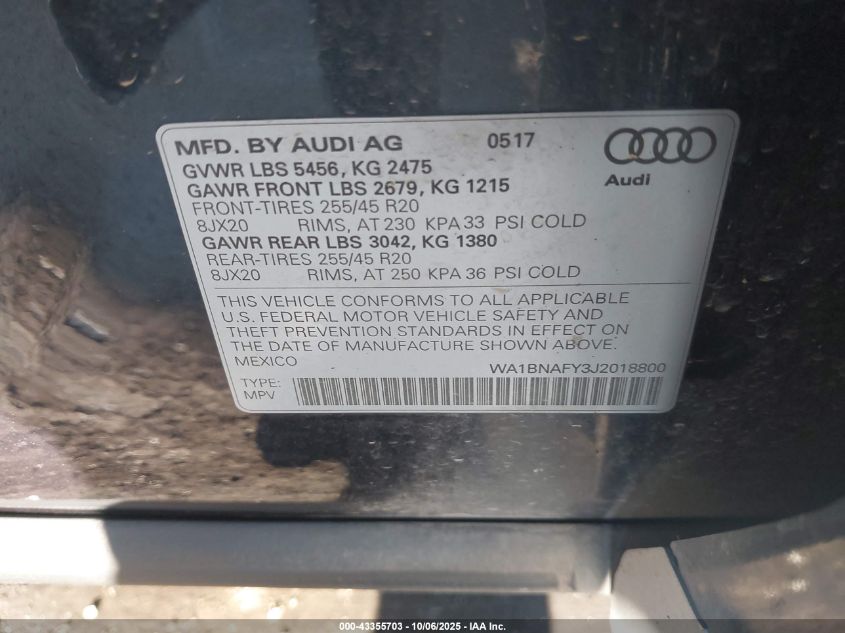 MFD. BY AUDI AG 0517
GVWR LBS 5456, KG 2475
GAWR FRONT LBS 2679, KG 1215
Audi
FRONT-TIRES 255/45 R20
8JX20 RIMS, AT 230 KPA 33 PSI COLD
GAWR REAR LBS 3042, KG 1380
REAR-TIRES 255/45 R20
8JX20 RIMS, AT 250 KPA 36 PSI COLD
THIS VEHICLE CONFORMS TO ALL APPLICABLE
U.S. FEDERAL MOTOR VEHICLE SAFETY AND
THEFT PREVENTION STANDARDS IN EFFECT ON
THE DATE OF MANUFACTURE SHOWN ABOVE.
MEXICO
WA1BNAFY3J2018800
TYPE:
MPV
000-43355703 - 10/06/2025 - IAA Inc.